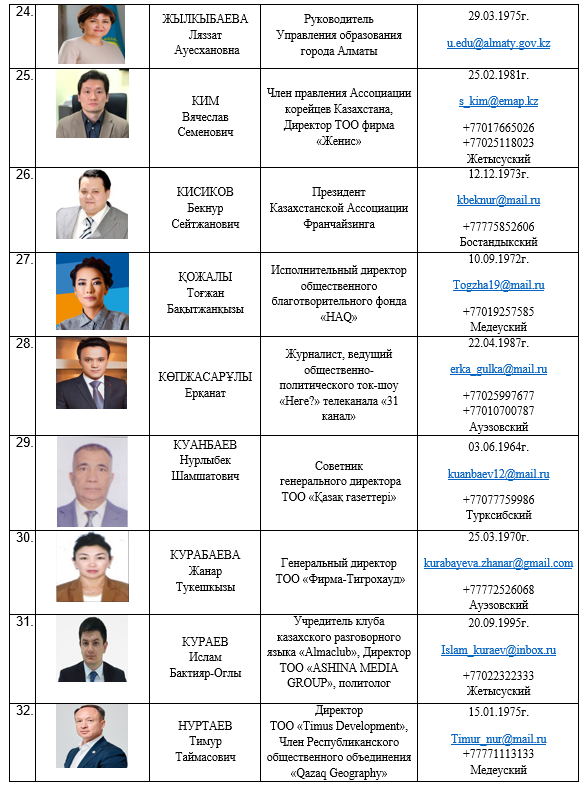 24.
ЖЫЛКЫБАЕВА
Ляззат
Ауесхановна
Руководитель
Управления образования
города Алматы
29.03.1975г.
u.edu@almaty.gov.kz
25.
КИМ
Вячеслав
Семенович
Член правления Ассоциации
корейцев Казахстана,
Директор ТОО фирма
«Женис»
25.02.1981г.
s_kim@emap.kz
+77017665026
+77025118023
Жетысуский
26.
КИСИКОВ
Бекнур
Сейтжанович
Президент
Казахстанской Ассоциации
Франчайзинга
12.12.1973г.
kbeknur@mail.ru
+77775852606
Бостандыкский
27.
ҚОЖАЛЫ
Тоғжан
Бақытжанқызы
Исполнительный директор
общественного
благотворительного фонда
«HAQ»
10.09.1972г.
Togzha19@mail.ru
+77019257585
Медеуский
28.
КӨПЖАСАРҰЛЫ
Ерқанат
Журналист, ведущий
общественно-
политического ток-шоу
«Неге?» телеканала «31
канал»
22.04.1987г.
erka_gulka@mail.ru
+77025997677
+77010700787
Ауэзовский
29.
КУАНБАЕВ
Нурлыбек
Шамшатович
Советник
генерального директора
ТОО «Қазақ газеттері»
03.06.1964г.
kuanbaev12@mail.ru
+77077759986
Турксибский
30.
КУРАБАЕВА
Жанар
Тукешкызы
Генеральный директор
ТОО «Фирма-Тигрохауд»
25.03.1970г.
kurabayeva.zhanar@gmail.com
+77772526068
Ауэзовский
31.
КУРАЕВ
Ислам
Бактияр-Оглы
Учредитель клуба
казахского разговорного
языка «Almaclub», Директор
ТОО «ASHINA MEDIA
GROUP», политолог
20.09.1995г.
Islam_kuraev@inbox.ru
+77022322333
Жетысуский
32.
НУРТАЕВ
Тимур
Таймасович
Директор
ТОО «Timus Development»,
Член Республиканского
общественного объединения
«Qazaq Geography»
15.01.1975г.
Timur_nur@mail.ru
+77771113133
Медеуский